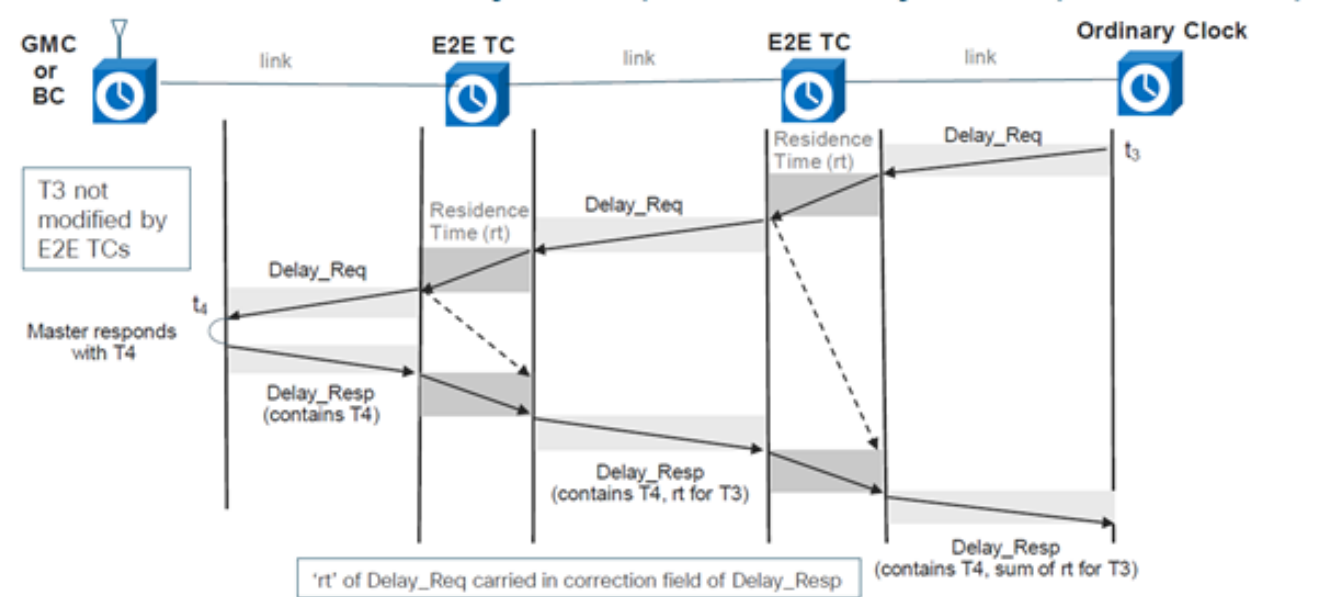 GMC
or
BC
link
E2E TC
link
E2E TC
link
Ordinary Clock
Residence
Time (rt)
Delay_Req
t3
T3 not
modified by
E2E TCs
Residence
Time (rt)
Delay_Req
Delay_Req
t4
Master responds
with T4
Delay_Resp
(contains T4)
Delay_Resp
(contains T4, rt for T3)
Delay_Resp
(contains T4, sum of rt for T3)
'rt' of Delay_Req carried in correction field of Delay_Resp